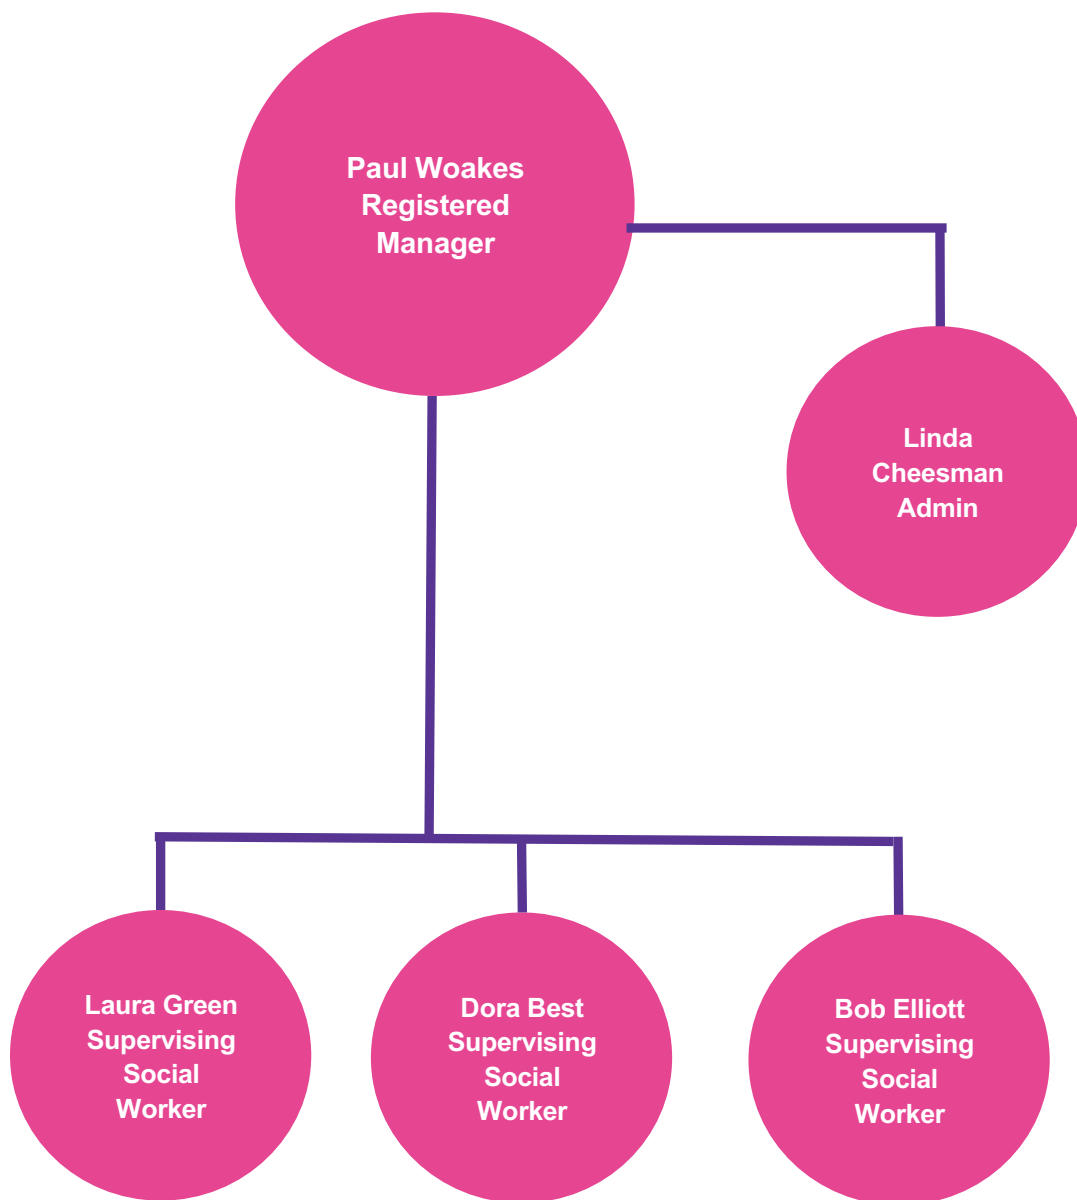 Paul Woakes
Registered
Manager
Linda
Cheesman
Admin
Laura Green
Supervising
Social
Worker
Dora Best
Supervising
Social
Worker
Bob Elliott
Supervising
Social
Worker